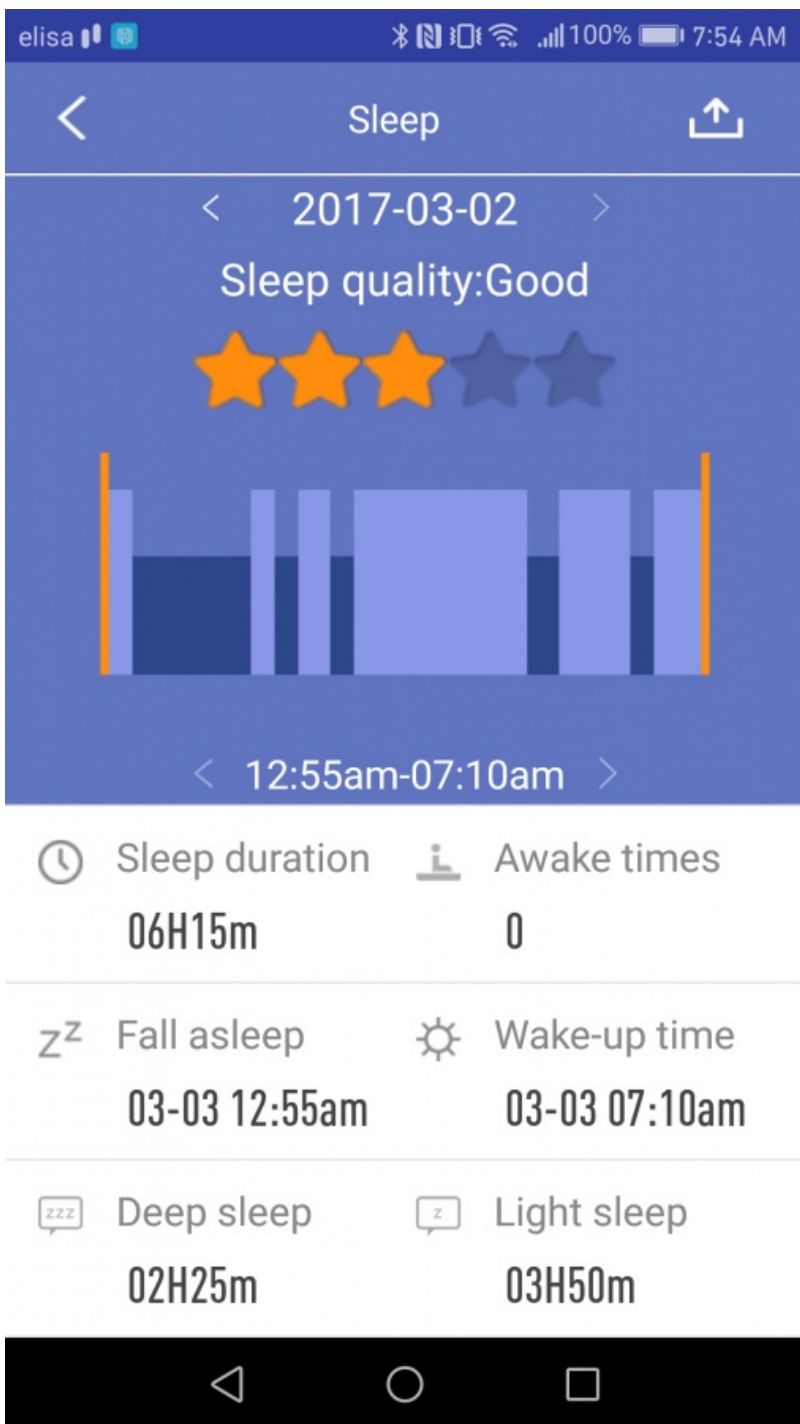 elisa 100% 7:54 AM
Sleep
2017-03-02
Sleep quality:Good
12:55am-07:10am
Sleep duration Awake times
06H15m 0
Fall asleep Wake-up time
03-03 12:55am 03-03 07:10am
Deep sleep Light sleep
02H25m 03H50m